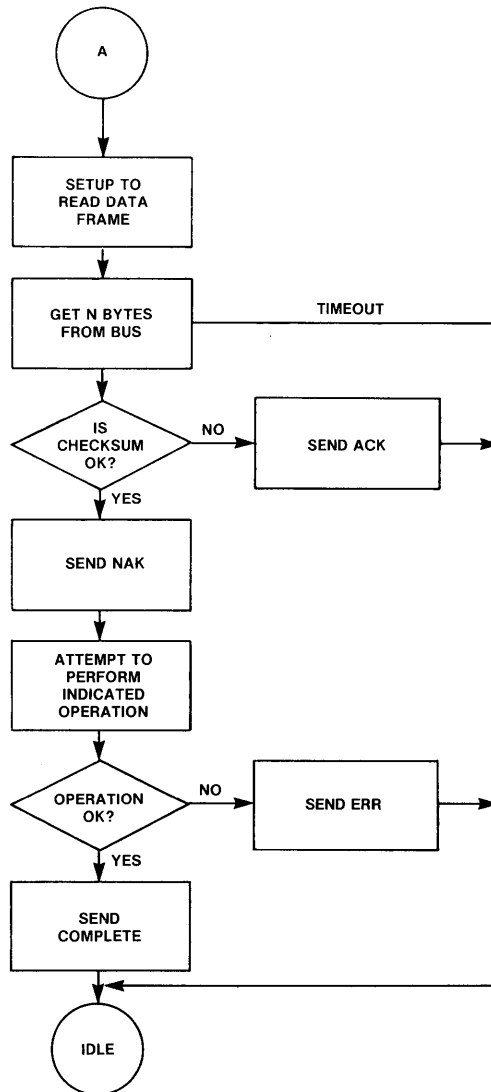 A
SETUP TO
READ DATA
FRAME
GET N BYTES
FROM BUS
TIMEOUT
IS
CHECKSUM
OK?
NO
SEND ACK
YES
SEND NAK
ATTEMPT TO
PERFORM
INDICATED
OPERATION
OPERATION
OK?
NO
SEND ERR
YES
SEND
COMPLETE
IDLE